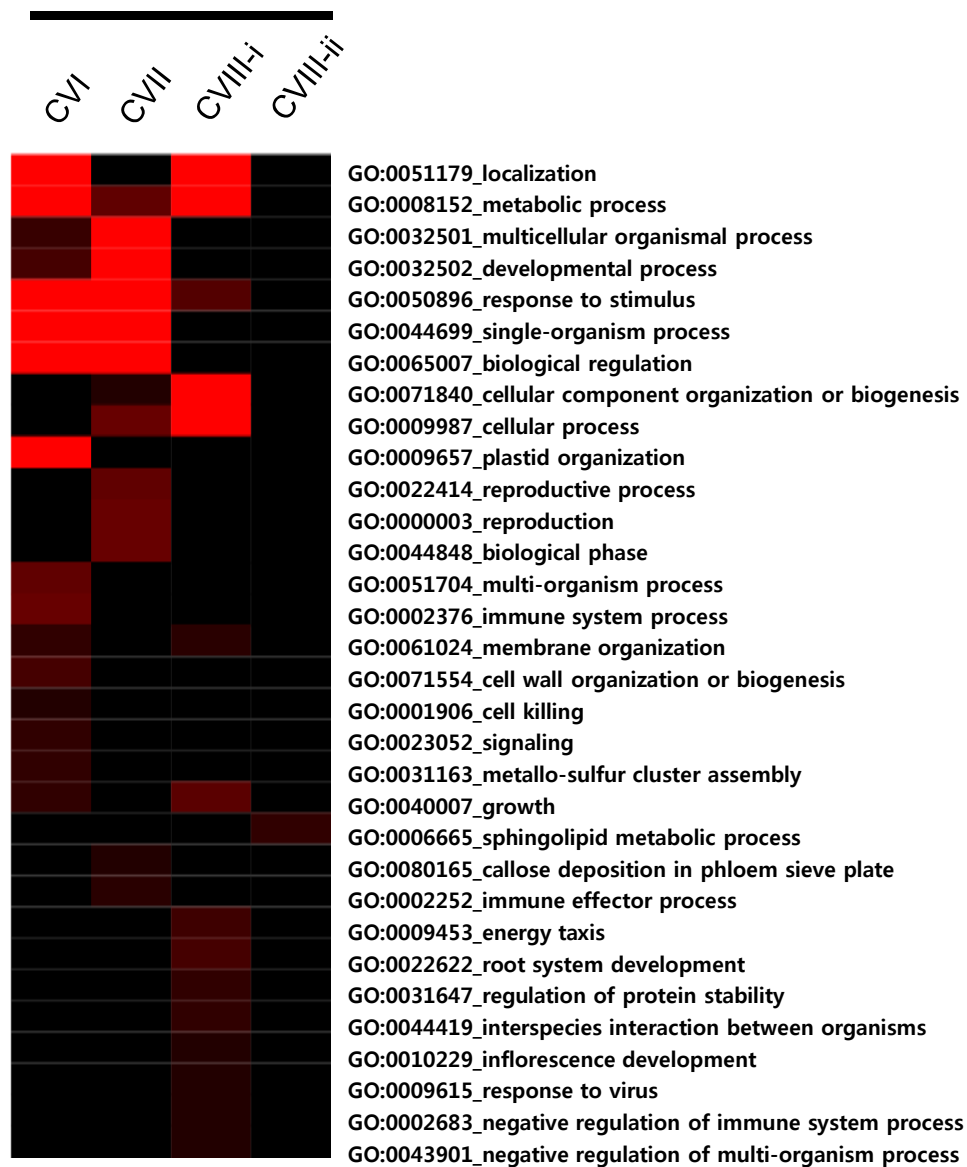 CVI CVII CVIII-i CVIII-ii
GO:0051179_localization
GO:0008152_metabolic process
GO:0032501_multicellular organismal process
GO:0032502_developmental process
GO:0050896_response to stimulus
GO:0044699_single-organism process
GO:0065007_biological regulation
GO:0071840_cellular component organization or biogenesis
GO:0009987_cellular process
GO:0009657_plastid organization
GO:0022414_reproductive process
GO:0000003_reproduction
GO:0044848_biological phase
GO:0051704_multi-organism process
GO:0002376_immune system process
GO:0061024_membrane organization
GO:0071554_cell wall organization or biogenesis
GO:0001906_cell killing
GO:0023052_signaling
GO:0031163_metallo-sulfur cluster assembly
GO:0040007_growth
GO:0006665_sphingolipid metabolic process
GO:0080165_callose deposition in phloem sieve plate
GO:0002252_immune effector process
GO:0009453_energy taxis
GO:0022622_root system development
GO:0031647_regulation of protein stability
GO:0044419_interspecies interaction between organisms
GO:0010229_inflorescence development
GO:0009615_response to virus
GO:0002683_negative regulation of immune system process
GO:0043901_negative regulation of multi-organism process